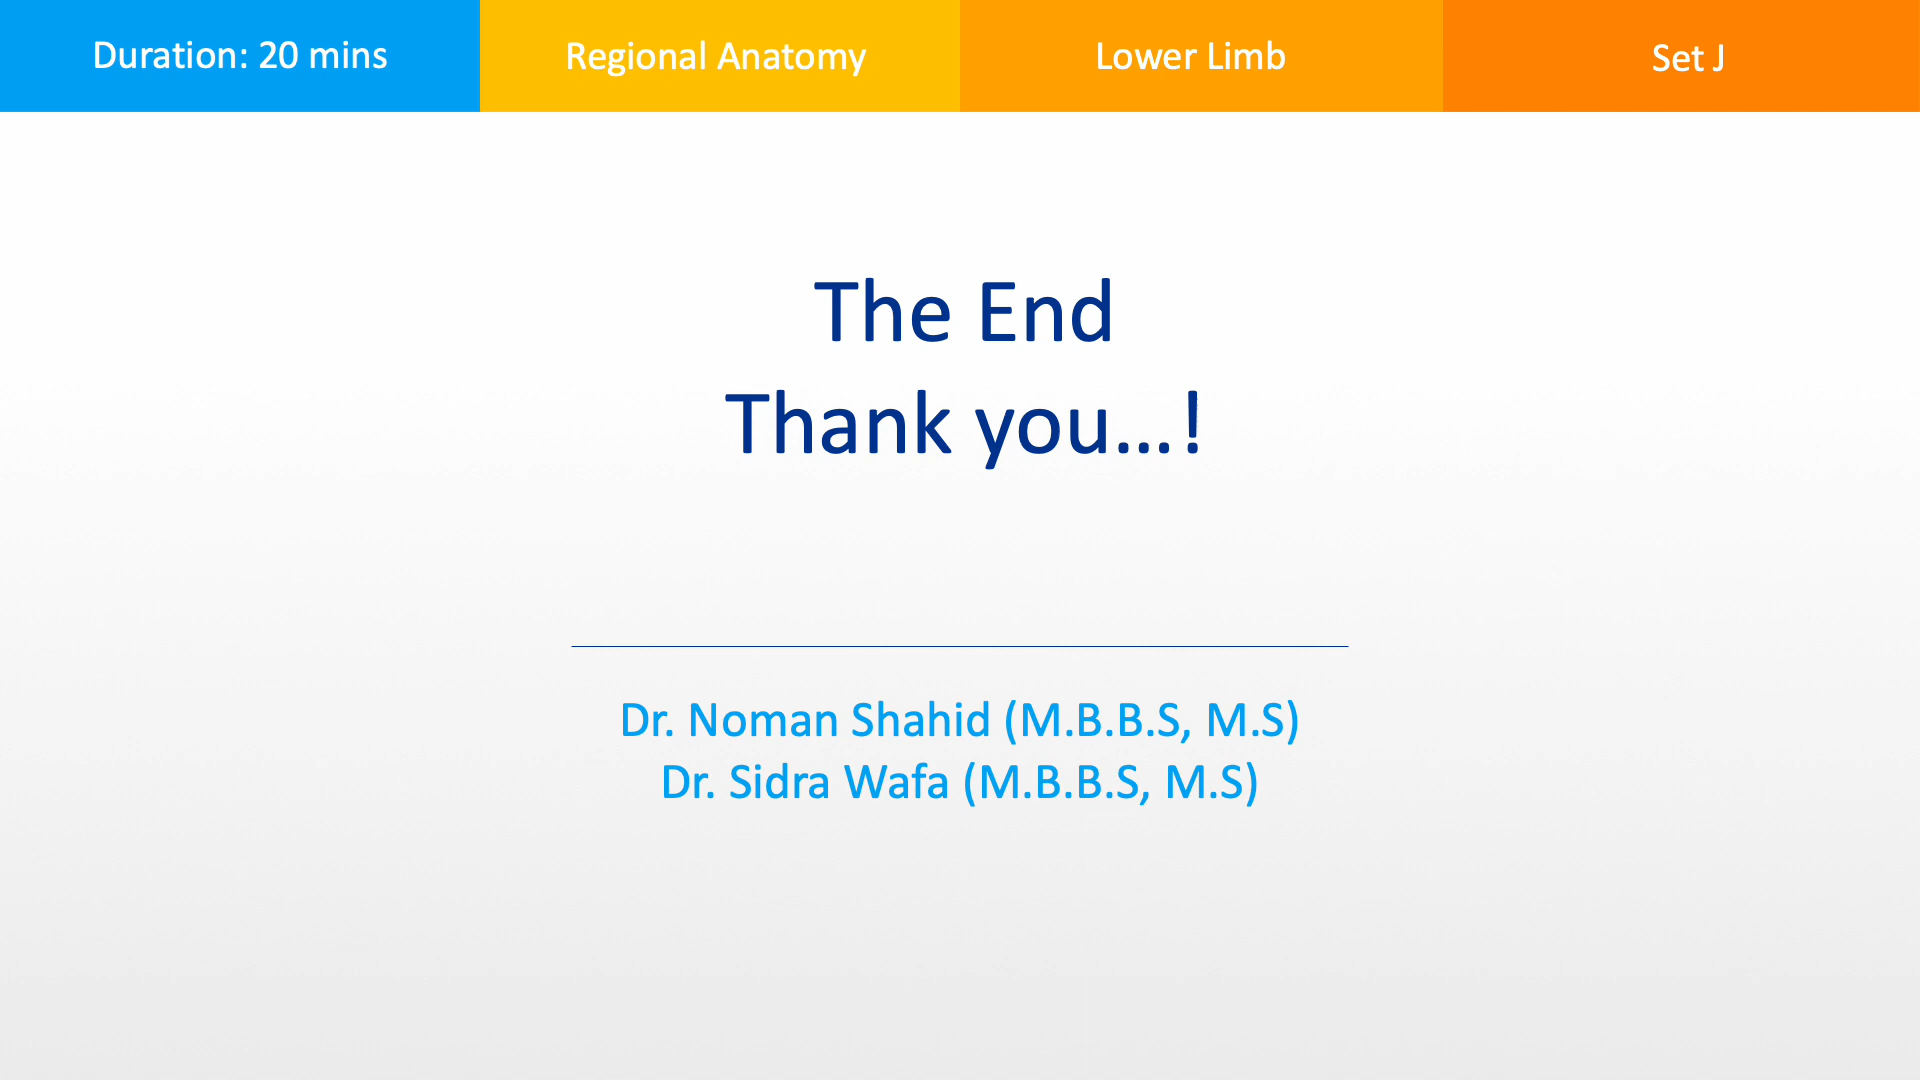 Duration: 20 mins
Regional Anatomy
Lower Limb
Set J
The End
Thank you...!
Dr. Noman Shahid (M.B.B.S, M.S)
Dr. Sidra Wafa (M.B.B.S, M.S)